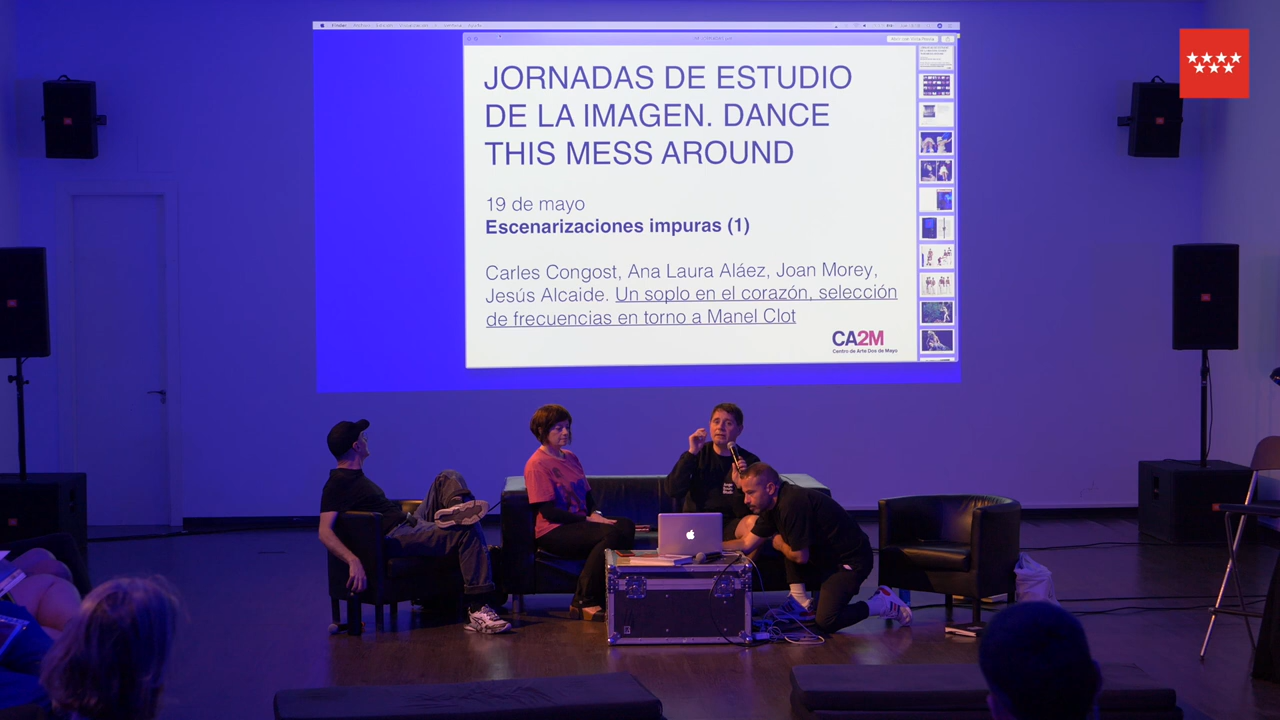 JORNADAS DE ESTUDIO
DE LA IMAGEN. DANCE
THIS MESS AROUND
19 de mayo
Escenarizaciones impuras (1)
Carles Congost, Ana Laura Aláez, Joan Morey,
Jesús Alcaide. Un soplo en el corazón, selección
de frecuencias en torno a Manel Clot
CA2M
Centro de Arte Dos de Mayo